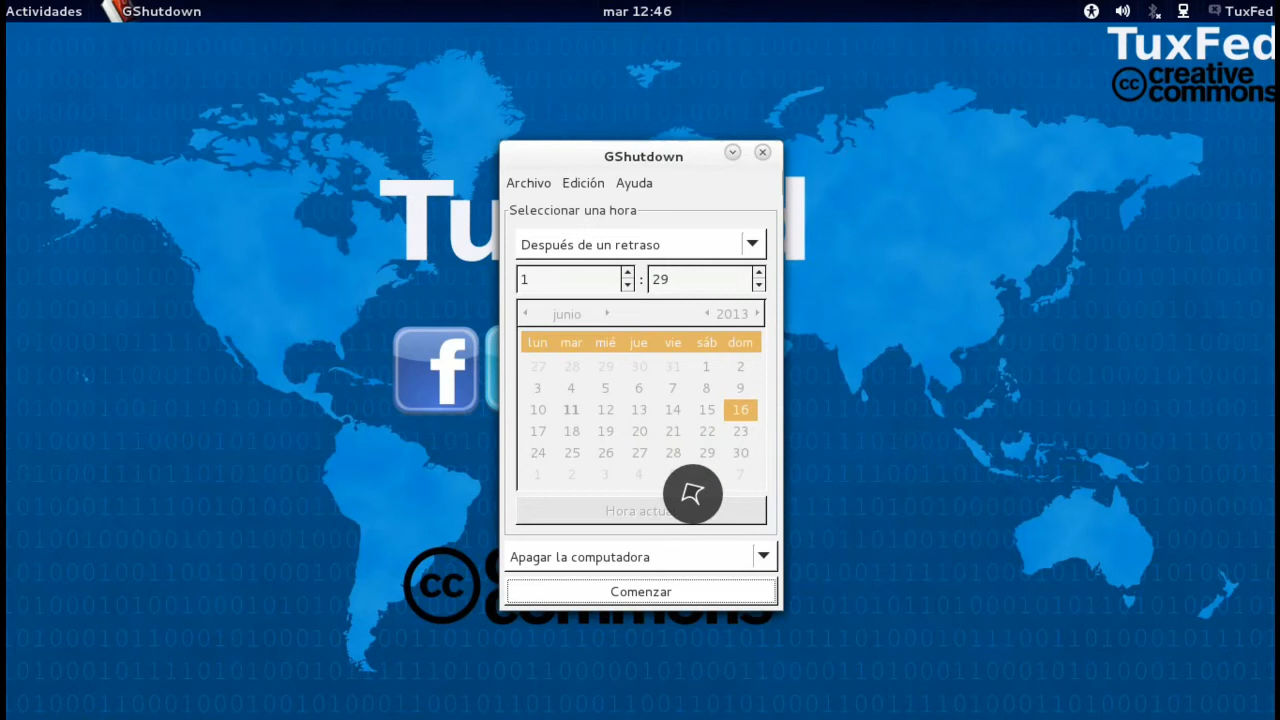 Actividades GShutdown mar 12:46 TuxFed
TuxFed
creative
commons
GShutdown
Archivo Edición Ayuda
Seleccionar una hora
Después de un retraso
1 : 29
junio 2013
lun mar mié jue vie sáb dom
27 28 29 30 31 1 2
3 4 5 6 7 8 9
10 11 12 13 14 15 16
17 18 19 20 21 22 23
24 25 26 27 28 29 30
1 2 3 4 7
Hora
Apagar la computadora
Comenzar
f
cc